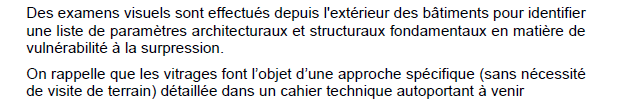 Des examens visuels sont effectués depuis l'extérieur des bâtiments pour identifier
une liste de paramètres architecturaux et structuraux fondamentaux en matière de
vulnérabilité à la surpression.
On rappelle que les vitrages font l’objet d’une approche spécifique (sans nécessité
de visite de terrain) détaillée dans un cahier technique autoportant à venir